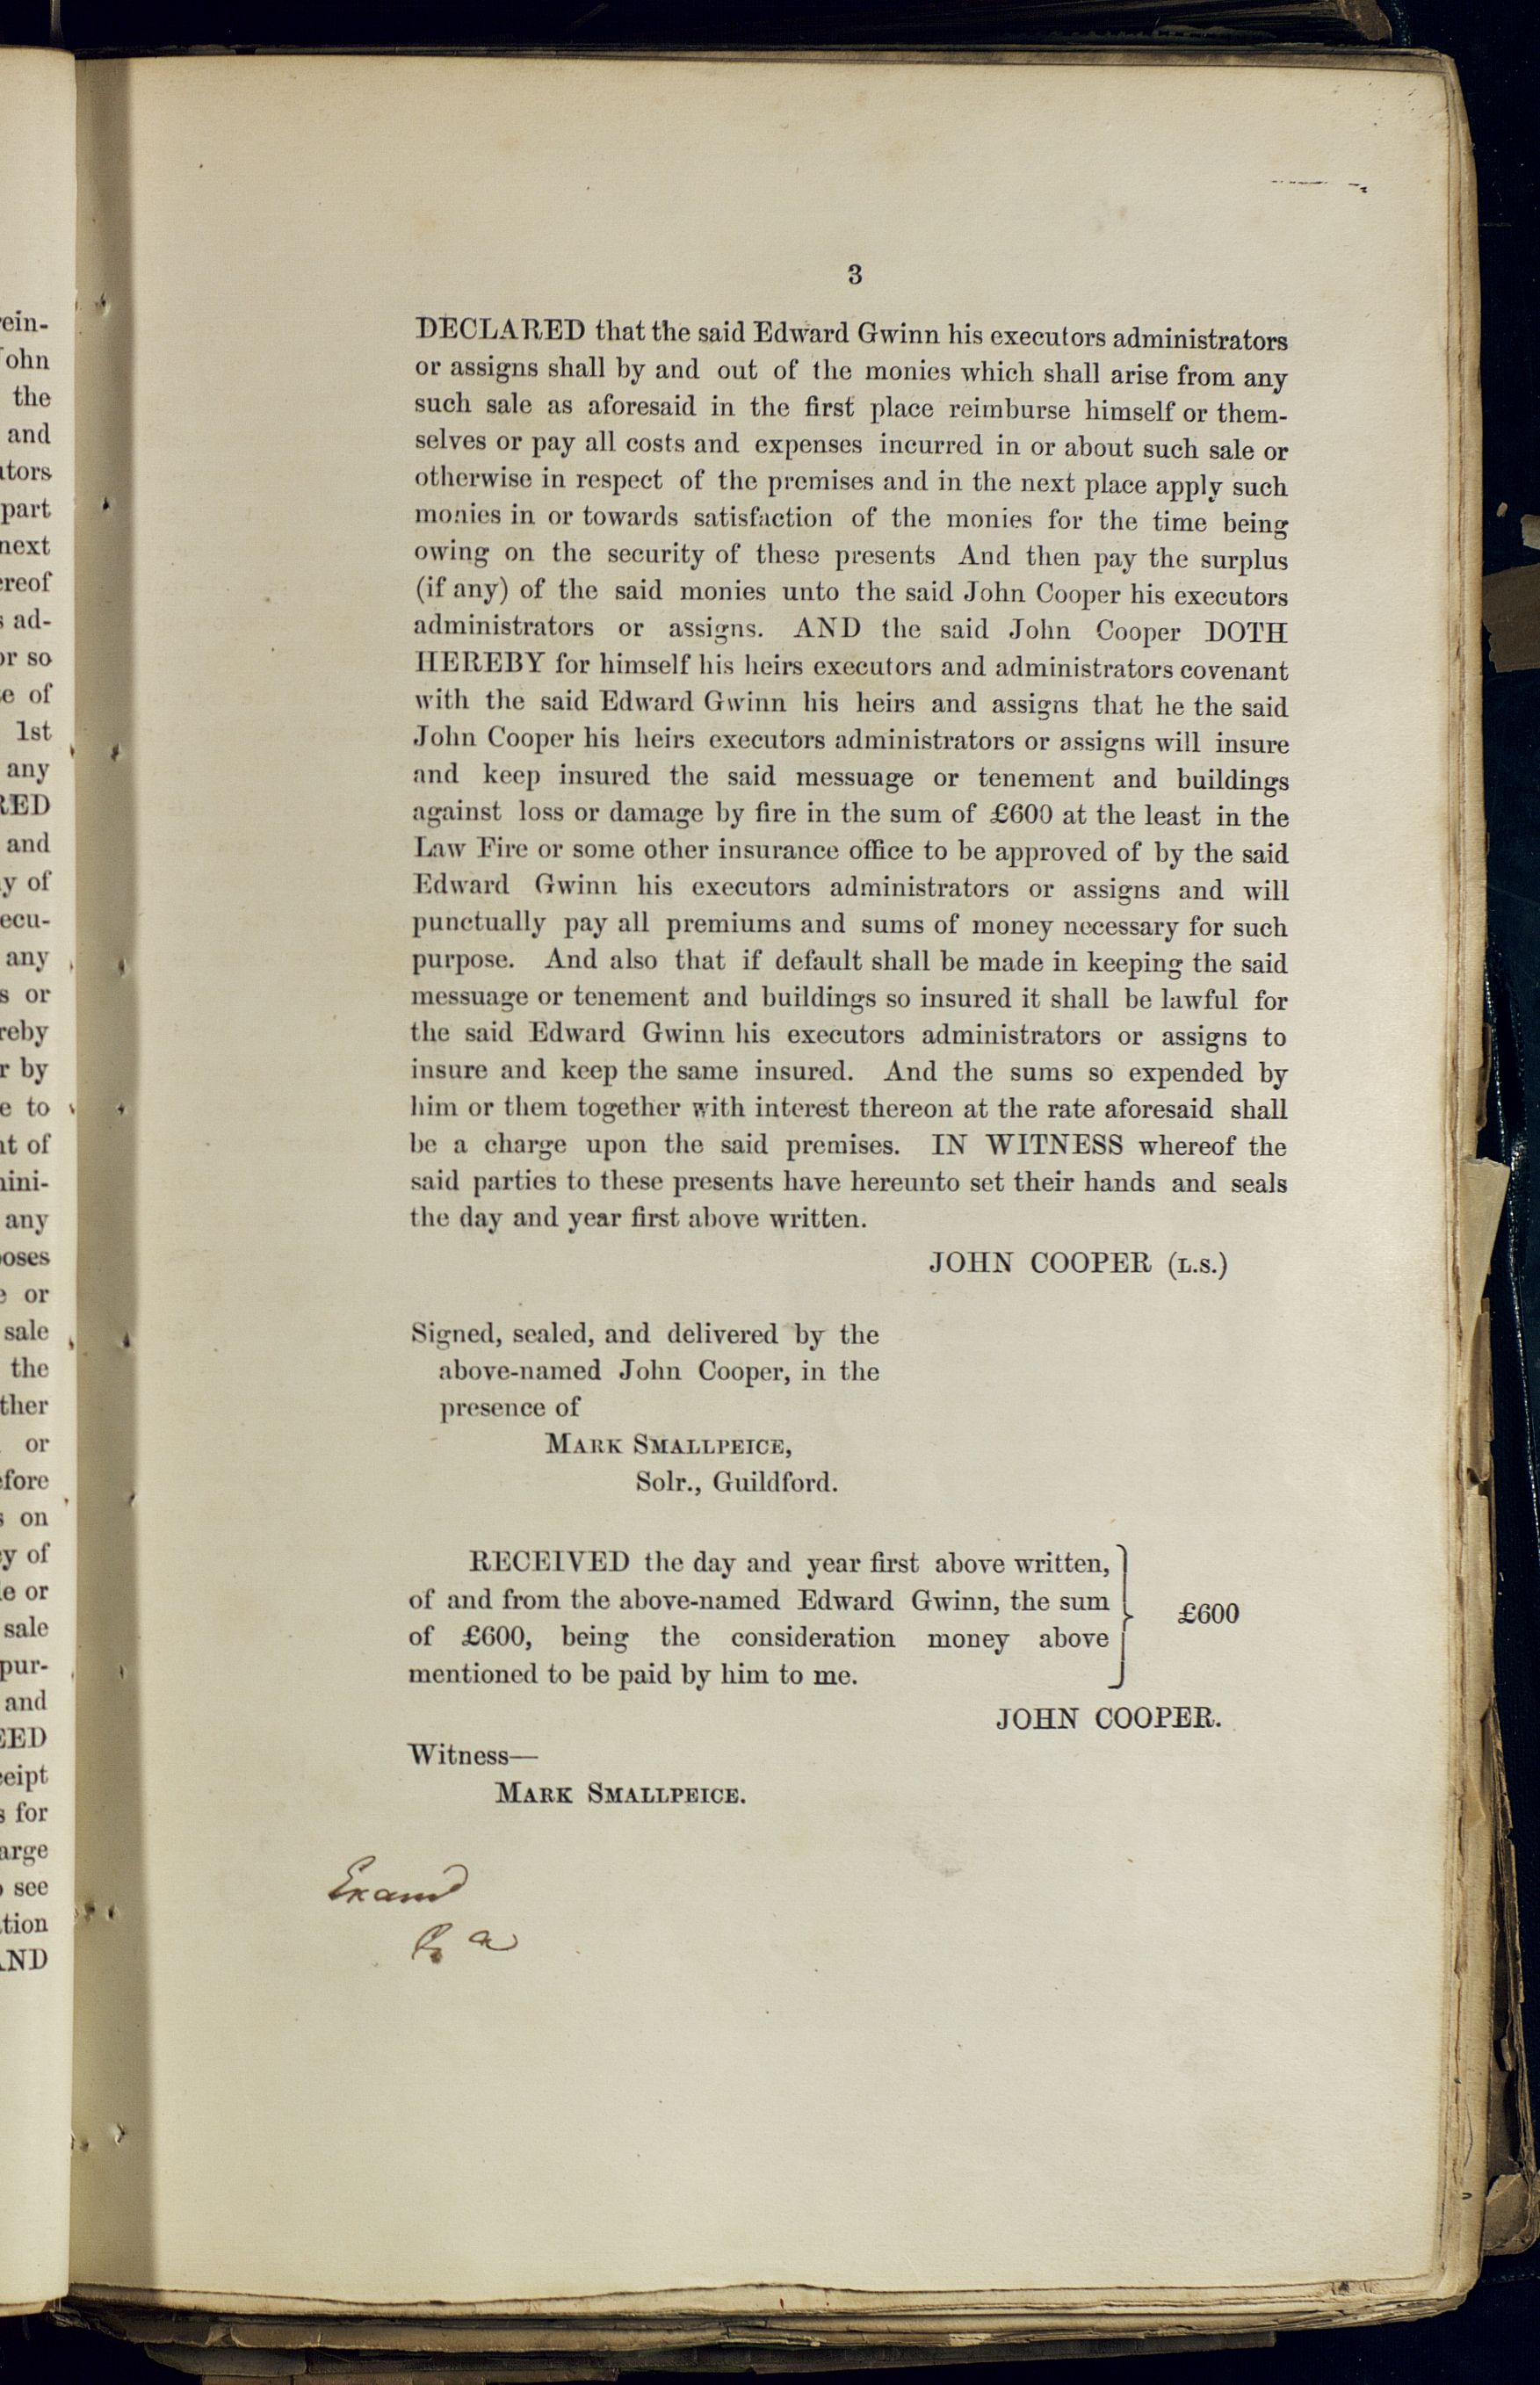 3
DECLARED that the said Edward Gwinn his executors administrators
or assigns shall by and out of the monies which shall arise from any
such sale as aforesaid in the first place reimburse himself or them-
selves or pay all costs and expenses incurred in or about such sale or
otherwise in respect of the premises and in the next place apply such
monies in or towards satisfaction of the monies for the time being
owing on the security of these presents And then pay the surplus
(if any) of the said monies unto the said John Cooper his executors
administrators or assigns. AND the said John Cooper DOTH
HEREBY for himself his heirs executors and administrators covenant
with the said Edward Gwinn his heirs and assigns that he the said
John Cooper his heirs executors administrators or assigns will insure
and keep insured the said messuage or tenement and buildings
against loss or damage by fire in the sum of £600 at the least in the
Law Fire or some other insurance office to be approved of by the said
Edward Gwinn his executors administrators or assigns and will
punctually pay all premiums and sums of money necessary for such
purpose. And also that if default shall be made in keeping the said
messuage or tenement and buildings so insured it shall be lawful for
the said Edward Gwinn his executors administrators or assigns to
insure and keep the same insured. And the sums so expended by
him or them together with interest thereon at the rate aforesaid shall
be a charge upon the said premises. IN WITNESS whereof the
said parties to these presents have hereunto set their hands and seals
the day and year first above written.
JOHN COOPER (L.S.)
Signed, sealed, and delivered by the
above-named John Cooper, in the
presence of
MARK SMALLPEICE,
Solr., Guildford.
RECEIVED the day and year first above written,
of and from the above-named Edward Gwinn, the sum
of £600, being the consideration money above
mentioned to be paid by him to me.
£600
JOHN COOPER.
Witness—
MARK SMALLPEICE.
Examd